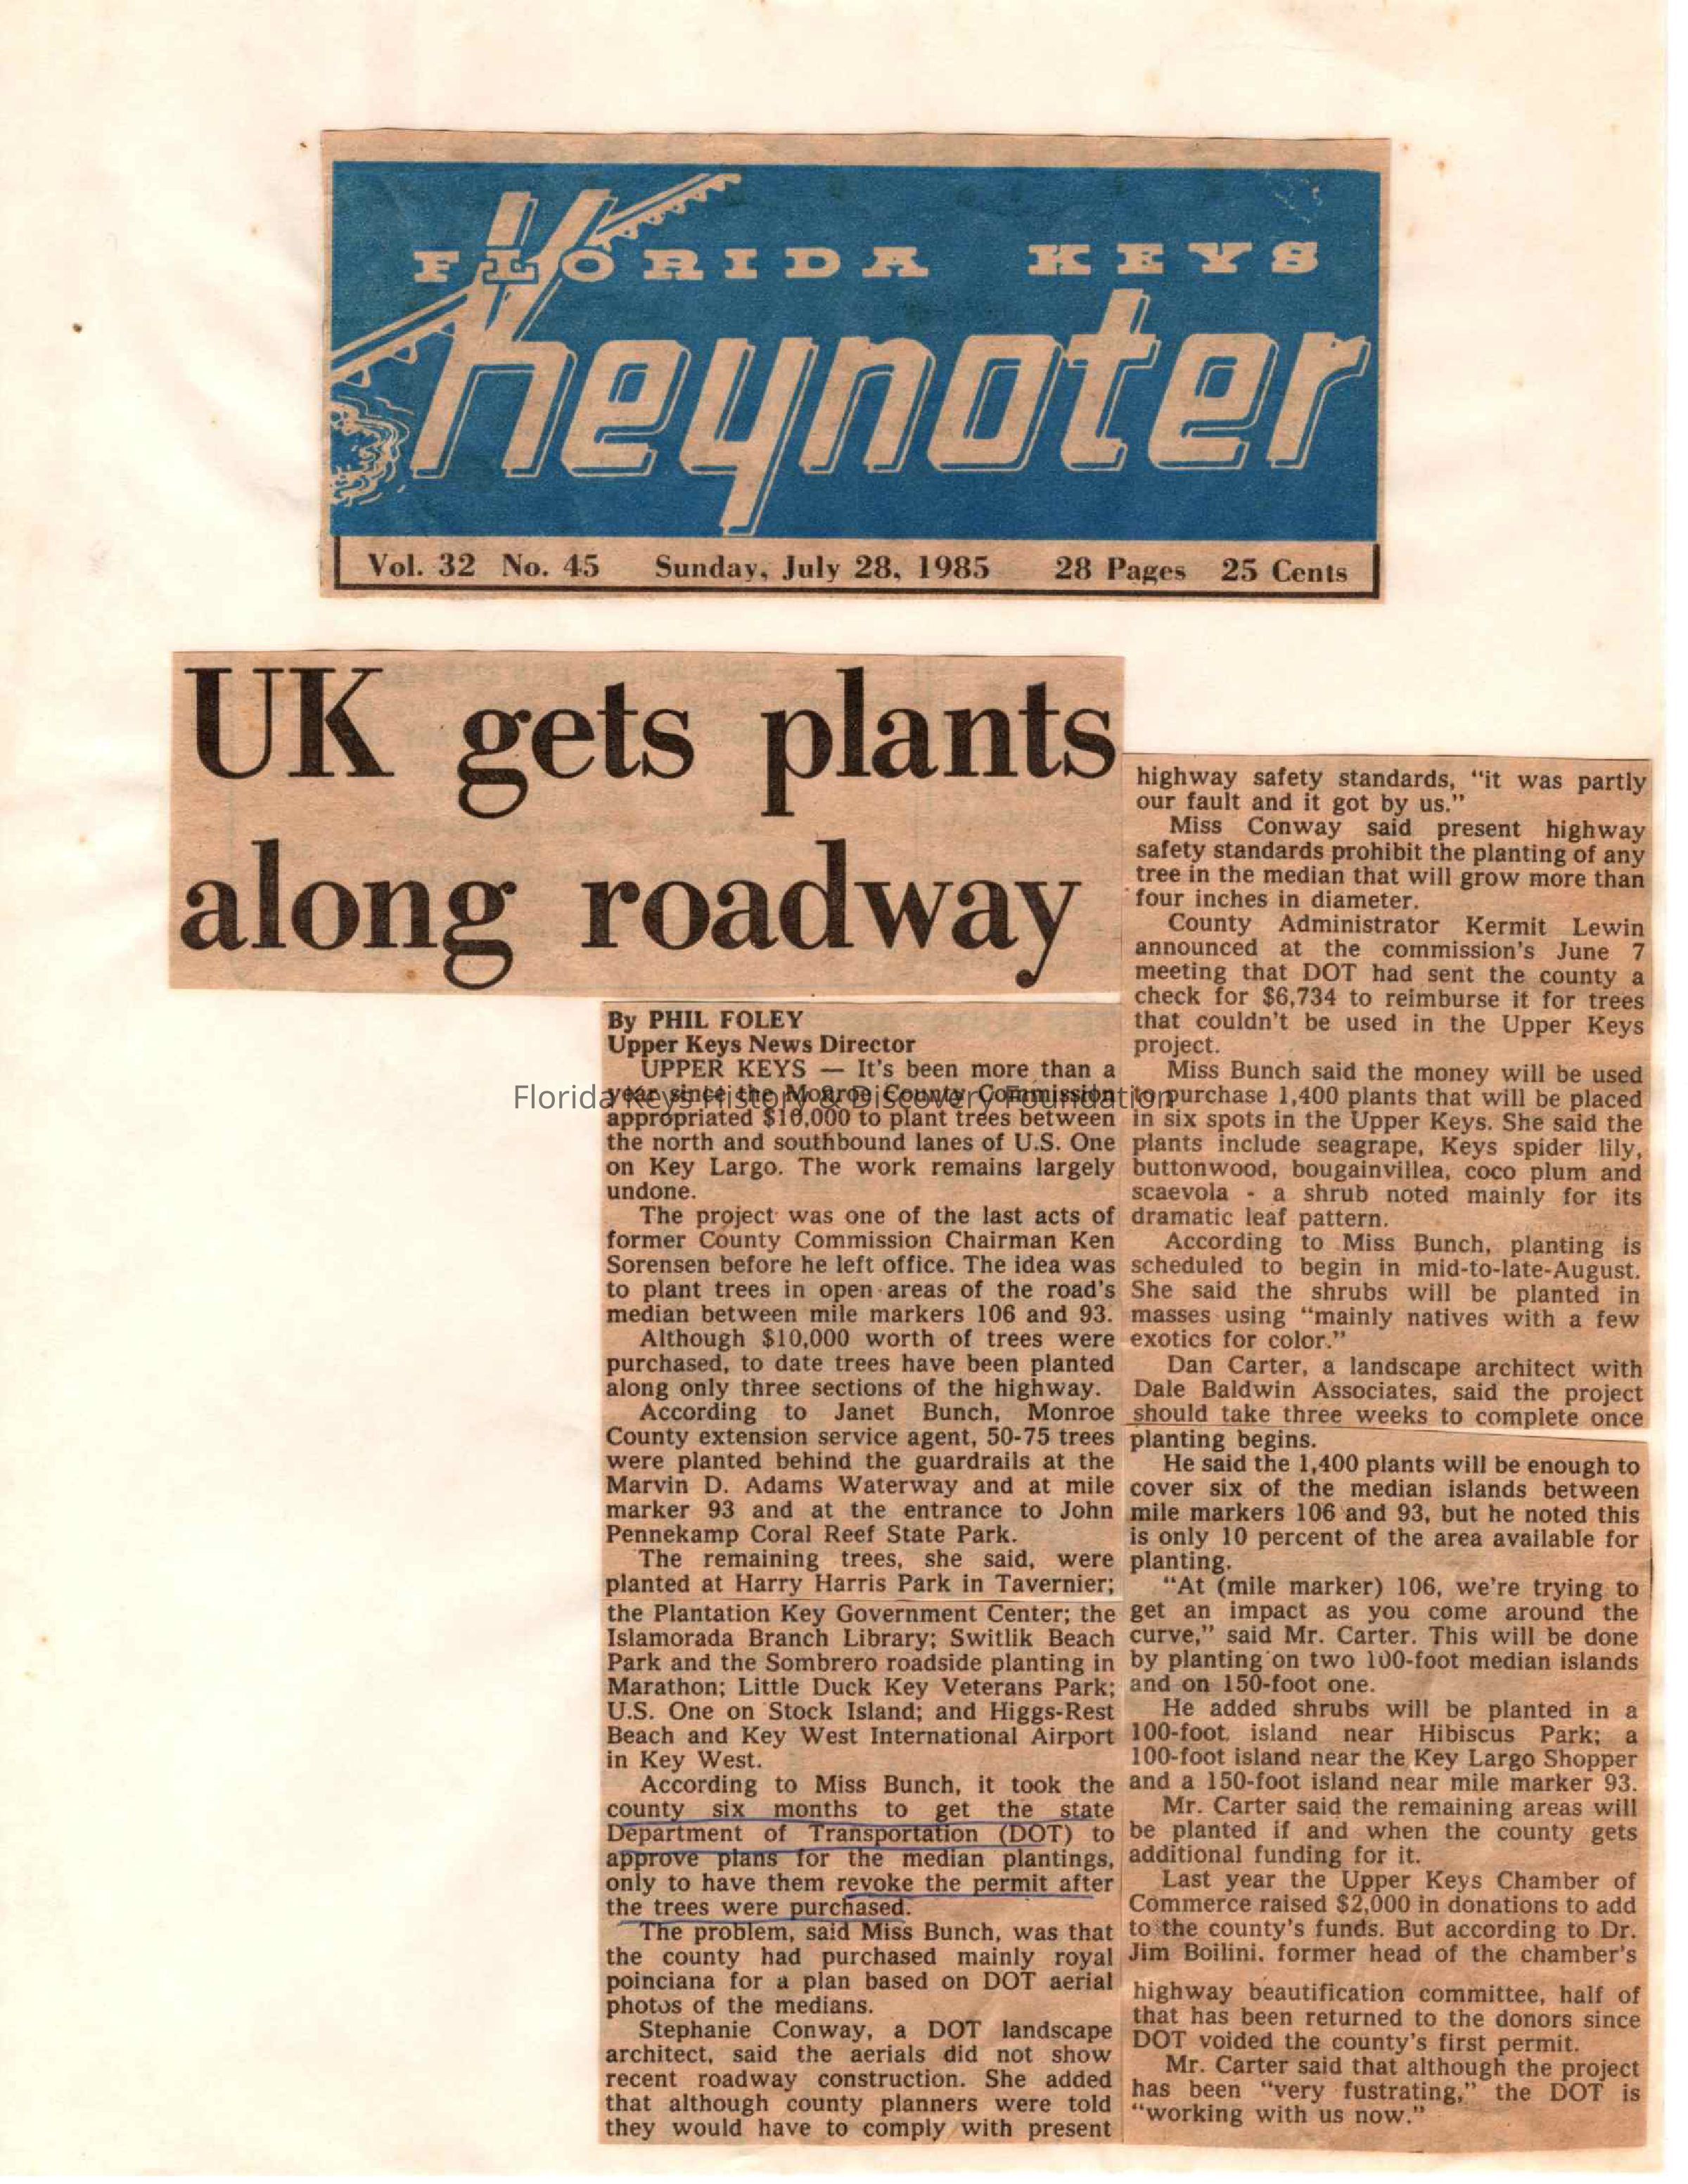 FLORIDA KEYS
Keynoter
Vol. 32 No. 45 Sunday, July 28, 1985 28 Pages 25 Cents
UK gets plants
along roadway
By PHIL FOLEY
Upper Keys News Director
UPPER KEYS — It's been more than a
year since the Monroe County Commission
appropriated $10,000 to plant trees between
the north and southbound lanes of U.S. One
on Key Largo. The work remains largely
undone.
The project was one of the last acts of
former County Commission Chairman Ken
Sorensen before he left office. The idea was
to plant trees in open areas of the road's
median between mile markers 106 and 93.
Although $10,000 worth of trees were
purchased, to date trees have been planted
along only three sections of the highway.
According to Janet Bunch, Monroe
County extension service agent, 50-75 trees
were planted behind the guardrails at the
Marvin D. Adams Waterway and at mile
marker 93 and at the entrance to John
Pennekamp Coral Reef State Park.
The remaining trees, she said, were
planted at Harry Harris Park in Tavernier;
the Plantation Key Government Center; the
Islamorada Branch Library; Switlik Beach
Park and the Sombrero roadside planting in
Marathon; Little Duck Key Veterans Park;
U.S. One on Stock Island; and Higgs-Rest
Beach and Key West International Airport
in Key West.
According to Miss Bunch, it took the
county six months to get the state
Department of Transportation (DOT) to
approve plans for the median plantings,
only to have them revoke the permit after
the trees were purchased.
The problem, said Miss Bunch, was that
the county had purchased mainly royal
poinciana for a plan based on DOT aerial
photos of the medians.
Stephanie Conway, a DOT landscape
architect, said the aerials did not show
recent roadway construction. She added
that although county planners were told
they would have to comply with present
highway safety standards, "it was partly
our fault and it got by us."
Miss Conway said present highway
safety standards prohibit the planting of any
tree in the median that will grow more than
four inches in diameter.
County Administrator Kermit Lewin
announced at the commission's June 7
meeting that DOT had sent the county a
check for $6,734 to reimburse it for trees
that couldn't be used in the Upper Keys
project.
Miss Bunch said the money will be used
to purchase 1,400 plants that will be placed
in six spots in the Upper Keys. She said the
plants include seagrape, Keys spider lily,
buttonwood, bougainvillea, coco plum and
scaevola - a shrub noted mainly for its
dramatic leaf pattern.
According to Miss Bunch, planting is
scheduled to begin in mid-to-late-August.
She said the shrubs will be planted in
masses using "mainly natives with a few
exotics for color."
Dan Carter, a landscape architect with
Dale Baldwin Associates, said the project
should take three weeks to complete once
planting begins.
He said the 1,400 plants will be enough to
cover six of the median islands between
mile markers 106 and 93, but he noted this
is only 10 percent of the area available for
planting.
"At (mile marker) 106, we're trying to
get an impact as you come around the
curve," said Mr. Carter. This will be done
by planting on two 100-foot median islands
and on 150-foot one.
He added shrubs will be planted in a
100-foot, island near Hibiscus Park; a
100-foot island near the Key Largo Shopper
and a 150-foot island near mile marker 93.
Mr. Carter said the remaining areas will
be planted if and when the county gets
additional funding for it.
Last year the Upper Keys Chamber of
Commerce raised $2,000 in donations to add
to the county's funds. But according to Dr.
Jim Boilini, former head of the chamber's
highway beautification committee, half of
that has been returned to the donors since
DOT voided the county's first permit.
Mr. Carter said that although the project
has been "very fustrating," the DOT is
"working with us now."
Florida Keys History & Discovery Foundation